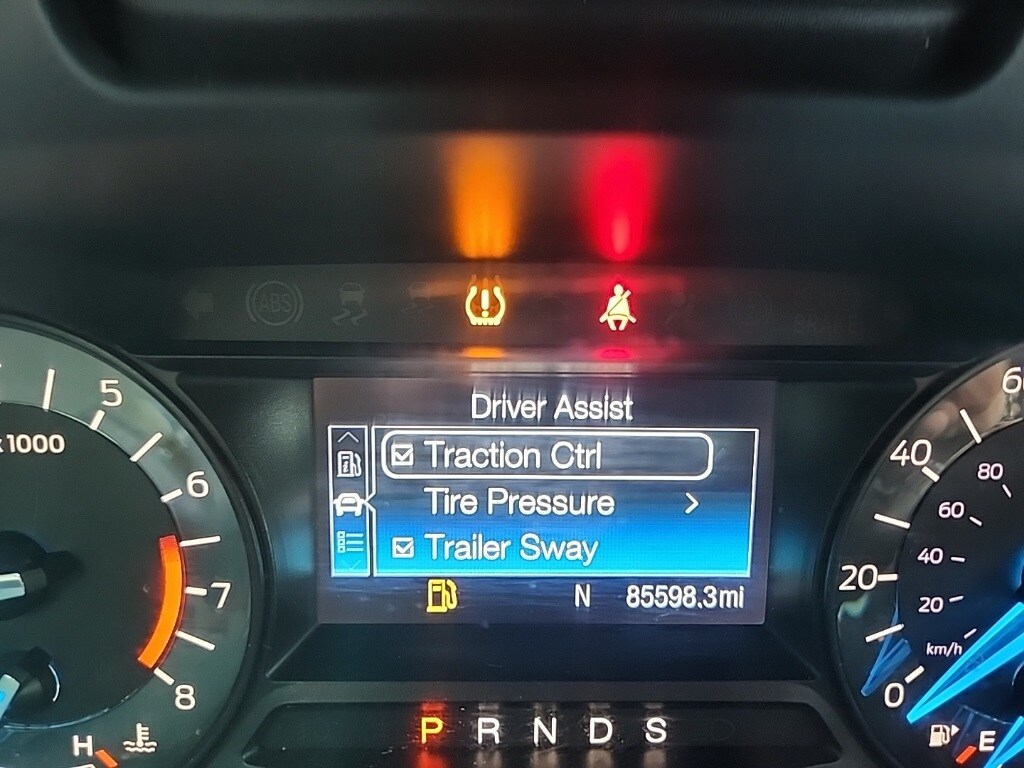 ABS
Driver Assist
Traction Ctrl
Tire Pressure >
Trailer Sway
N 85598.3mi
5
x1000
6
7
8
H
P R N D S
6
40
80
60
40
20
20
km/h
0
E